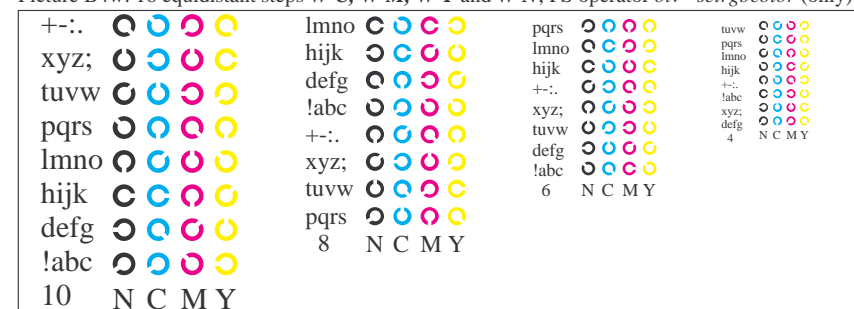 +-:.
xyz;
tuvw
pqrs
lmno
hijk
defg
!abc
10 N C M Y
lmno
hijk
defg
!abc
+-:.
xyz;
tuvw
pqrs
8 N C M Y
pqrs
lmno
hijk
+-:.
xyz;
tuvw
defg
!abc
6 N C M Y
tuvw
pqrs
lmno
hijk
+-:.
!abc
xyz;
defg
4 N C M Y